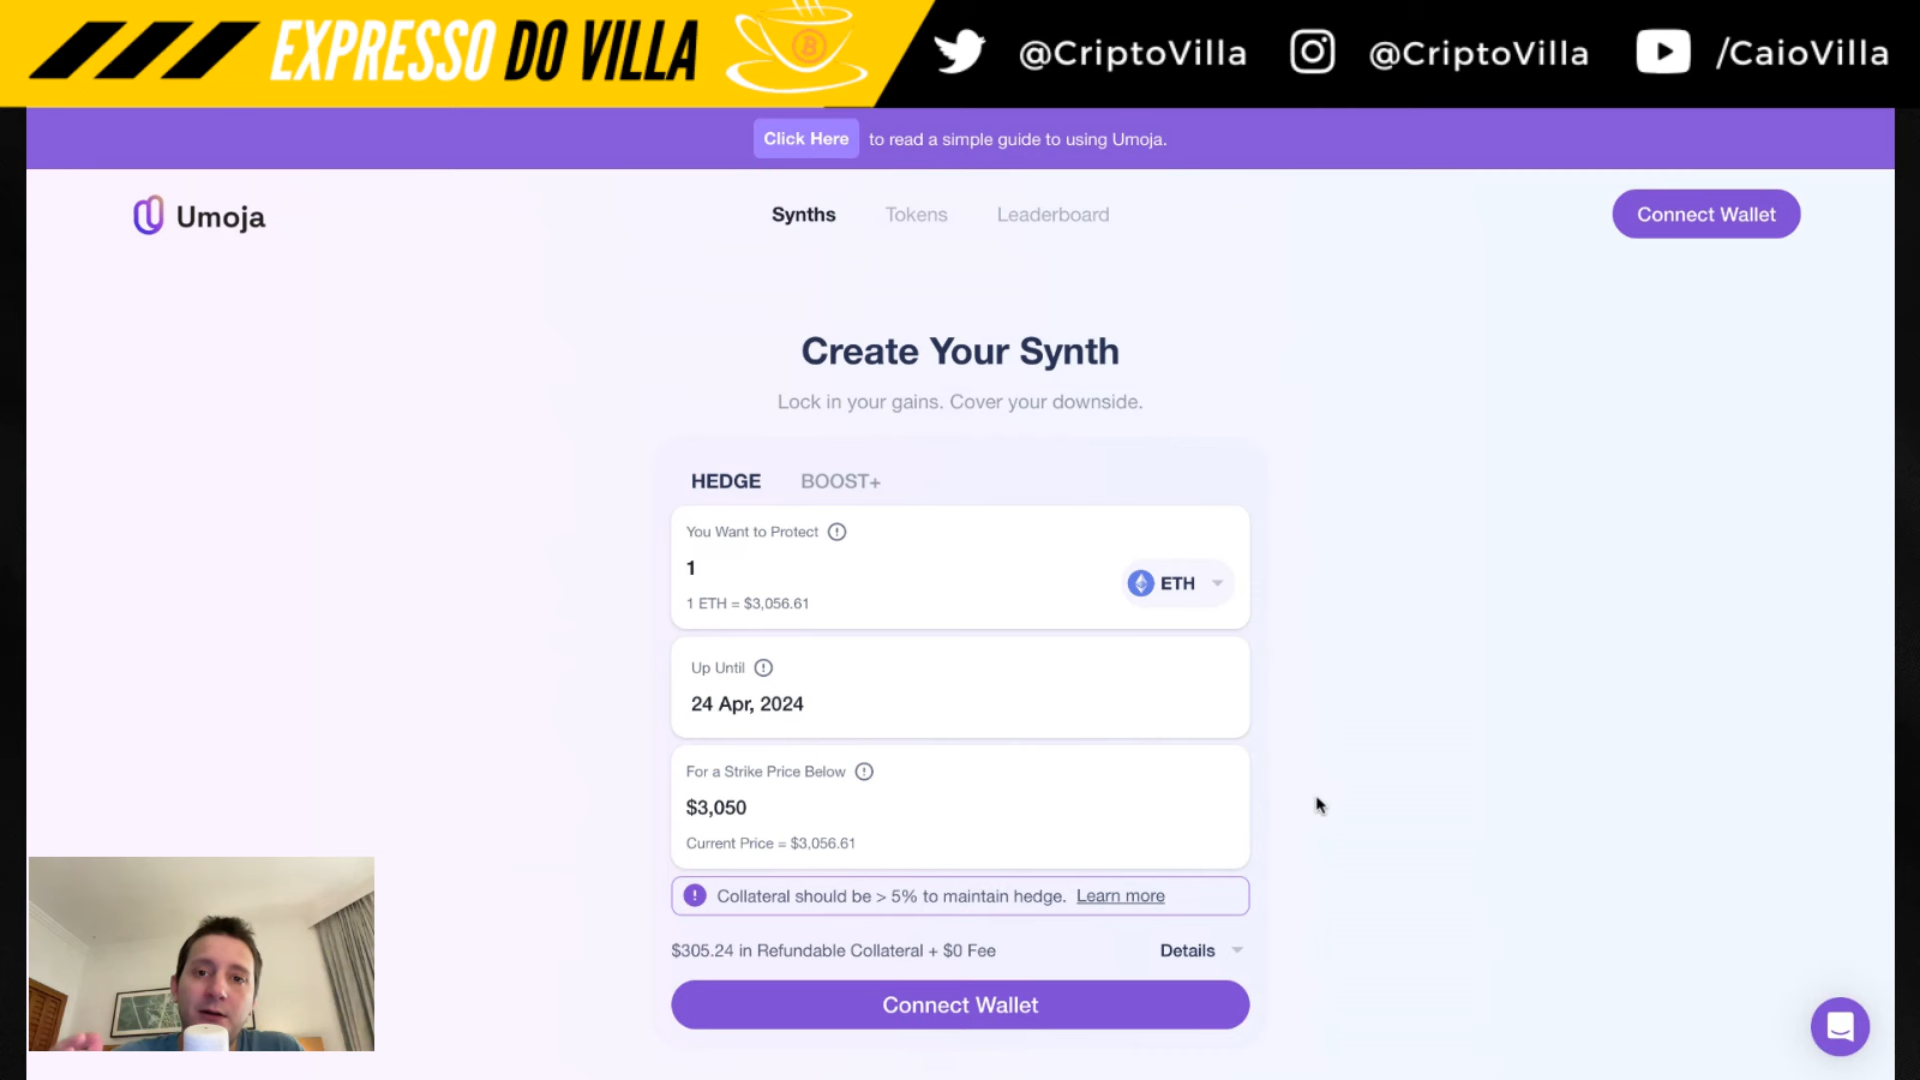 EXPRESSO DO VILLA @CriptoVilla @CriptoVilla /CaioVilla
Click Here to read a simple guide to using Umoja.
Umoja Synths Tokens Leaderboard Connect Wallet
Create Your Synth
Lock in your gains. Cover your downside.
HEDGE BOOST+
You Want to Protect
1
ETH
1 ETH = $3,056.61
Up Until
24 Apr, 2024
For a Strike Price Below
$3,050
Current Price = $3,056.61
Collateral should be > 5% to maintain hedge. Learn more
$305.24 in Refundable Collateral + $0 Fee Details
Connect Wallet